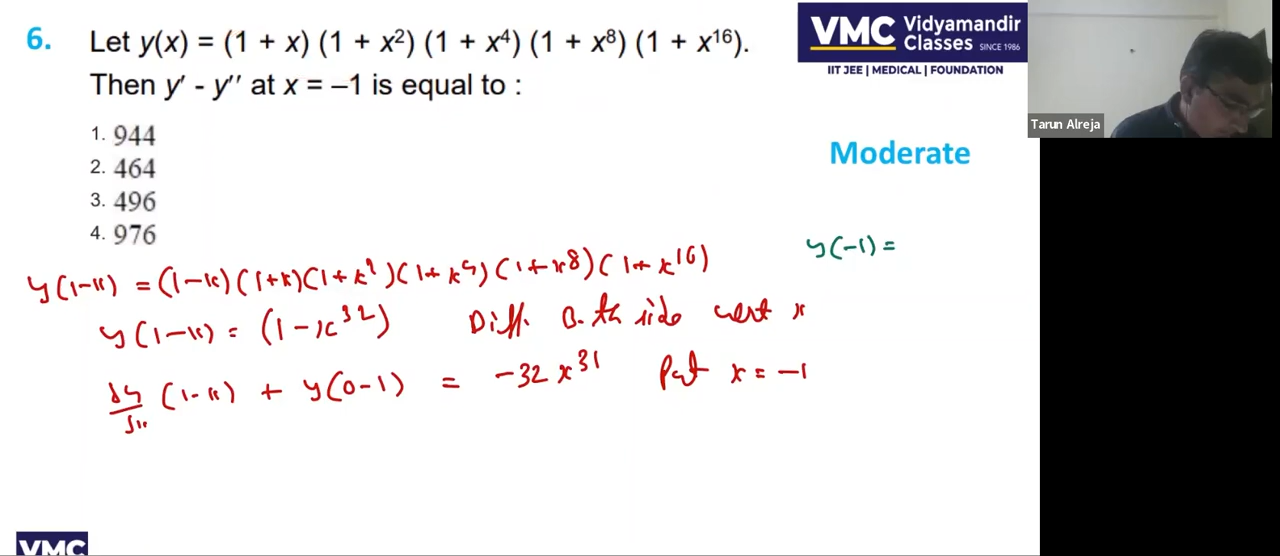 6. Let y(x) = (1 + x) (1 + x²) (1 + x⁴) (1 + x⁸) (1 + x¹⁶).
Then y′ - y′′ at x = –1 is equal to :
VMC Vidyamandir Classes SINCE 1986
IIT JEE | MEDICAL | FOUNDATION
Tarun Alreja
1. 944
2. 464
3. 496
4. 976
Moderate
y(-1) =
y(1-x) = (1-x)(1+x)(1+x²)(1+x⁴)(1+x⁸)(1+x¹⁶)
y(1-x) = (1-x³²) Diff. Both side wrt x
dy/dx (1-x) + y(0-1) = -32x³¹ Put x = -1
VMC